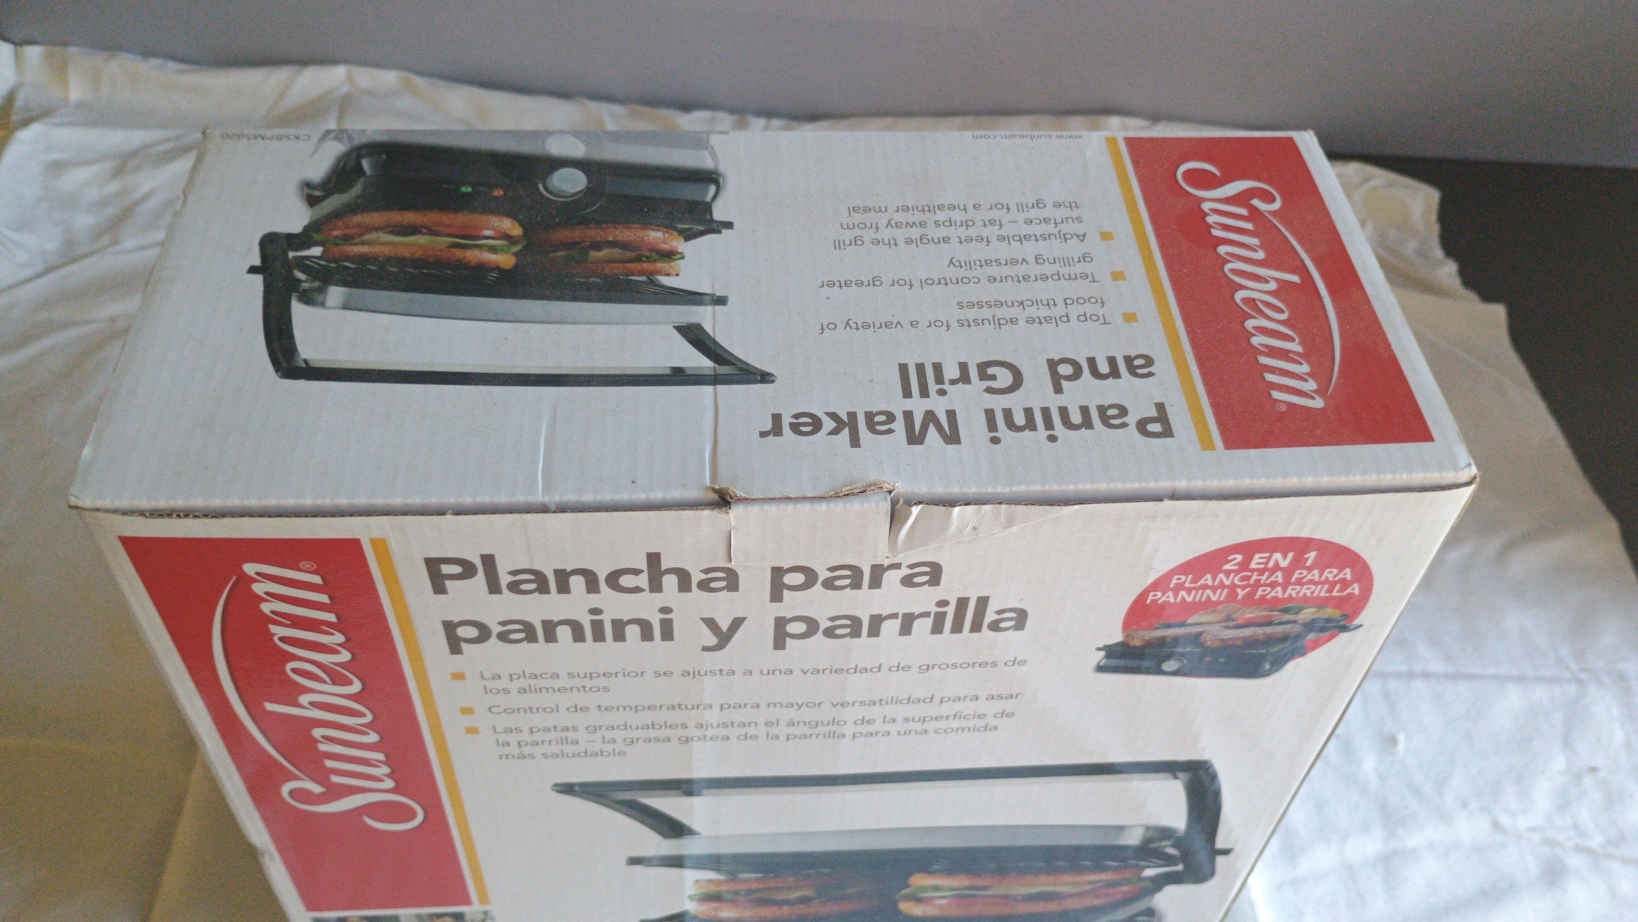 Sunbeam®
Panini Maker
and Grill
Top plate adjusts for a variety of
food thicknesses
Temperature control for greater
grilling versatility
Adjustable feet angle the grill
surface – fat drips away from
the grill for a healthier meal
www.sunbeam.com
CKSBPM5020
Sunbeam®
Plancha para
panini y parrilla
La placa superior se ajusta a una variedad de grosores de
los alimentos
Control de temperatura para mayor versatilidad para asar
Las patas graduables ajustan el ángulo de la superficie de
la parrilla – la grasa gotea de la parrilla para una comida
más saludable
2 EN 1
PLANCHA PARA
PANINI Y PARRILLA